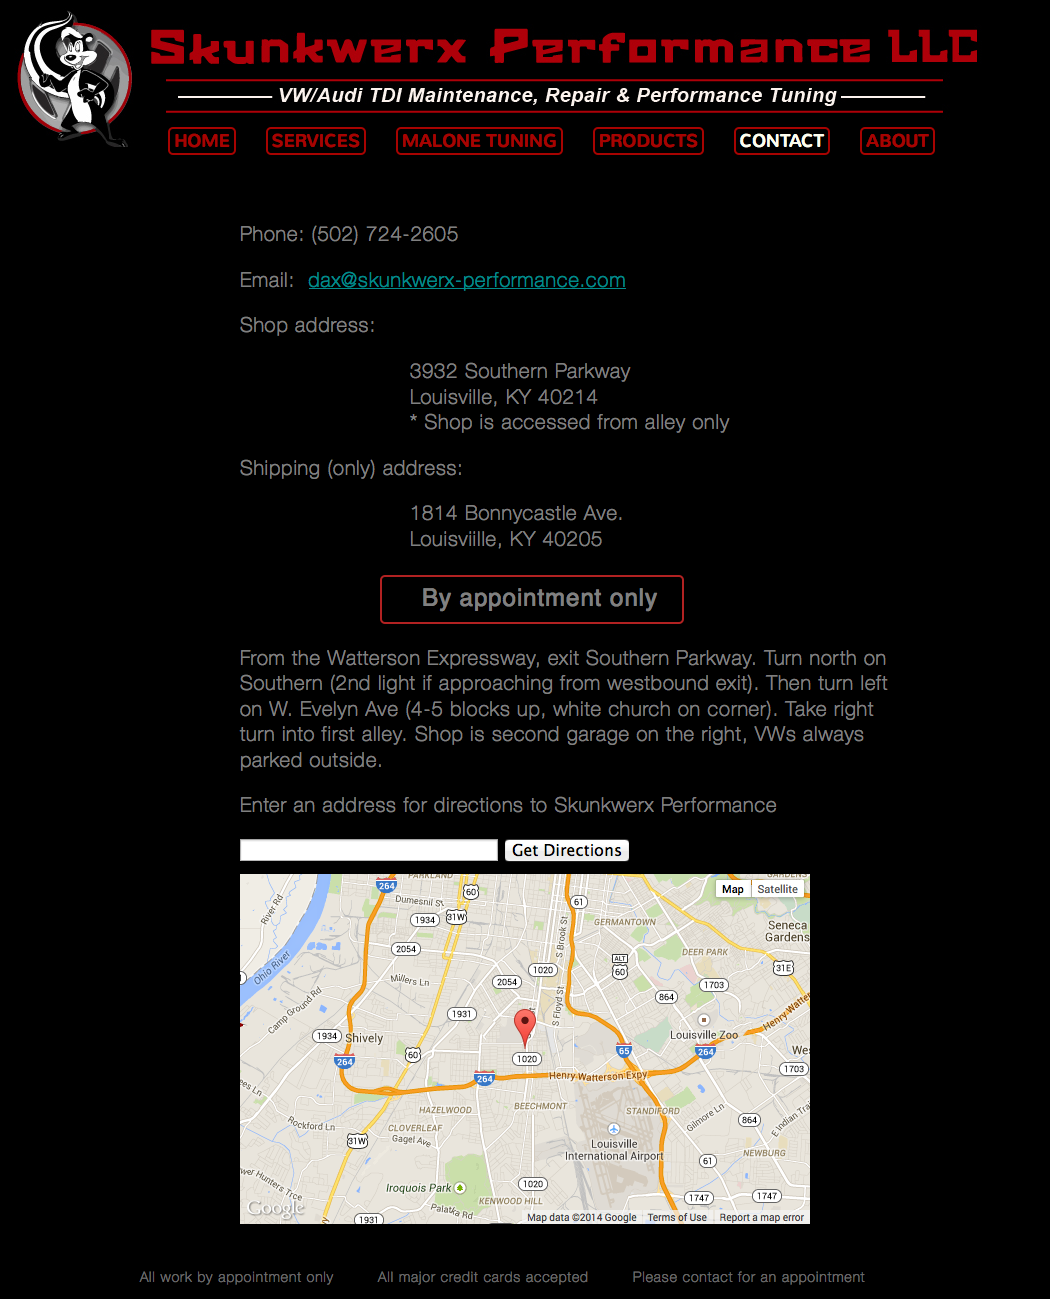 Skunkwerx Performance LLC
VW/Audi TDI Maintenance, Repair & Performance Tuning
HOME SERVICES MALONE TUNING PRODUCTS CONTACT ABOUT
Phone: (502) 724-2605
Email: dax@skunkwerx-performance.com
Shop address:
3932 Southern Parkway
Louisville, KY 40214
* Shop is accessed from alley only
Shipping (only) address:
1814 Bonnycastle Ave.
Louisviille, KY 40205
By appointment only
From the Watterson Expressway, exit Southern Parkway. Turn north on
Southern (2nd light if approaching from westbound exit). Then turn left
on W. Evelyn Ave (4-5 blocks up, white church on corner). Take right
turn into first alley. Shop is second garage on the right, VWs always
parked outside.
Enter an address for directions to Skunkwerx Performance
Get Directions
PARKLAND
GARDENS
264
60
Map Satellite
Dumesnil St
61
River Rd
1934
31W
GERMANTOWN
Seneca
Gardens
S Brook St
2054
DEER PARK
Ohio River
ALT
60
31E
1020
Millers Ln
2054
1703
S Floyd St
864
Camp Ground Rd
1931
Henry Watterson
1934
Shively
Louisville Zoo
60
65
264
264
1020
1703
264
Henry Watterson Expy
HAZELWOOD
BEECHMONT
STANDIFORD
Gilmore Ln
864
Rockford Ln
CLOVERLEAF
E Indian Tra
31W
Gagel Ave
Louisville
International Airport
NEWBURG
61
Iroquois Park
1020
KENWOOD HILL
1747
1747
Palatka Rd
Google
1931
Map data ©2014 Google Terms of Use Report a map error
All work by appointment only All major credit cards accepted Please contact for an appointment